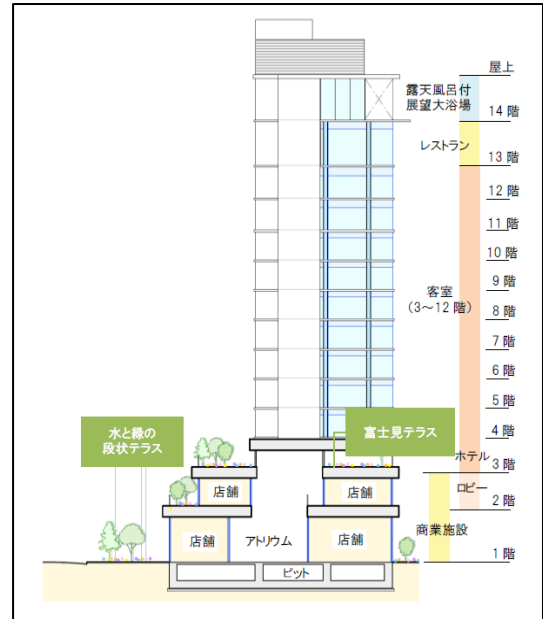 屋上
露天風呂付
展望大浴場
14 階
レストラン
13 階
12 階
11 階
10 階
9 階
客室
(3~12 階)
8 階
7 階
6 階
5 階
水と緑の
段状テラス
富士見テラス
4 階
ホテル
3 階
店舗
店舗
ロビー
2 階
商業施設
店舗
アトリウム
店舗
1 階
ピット